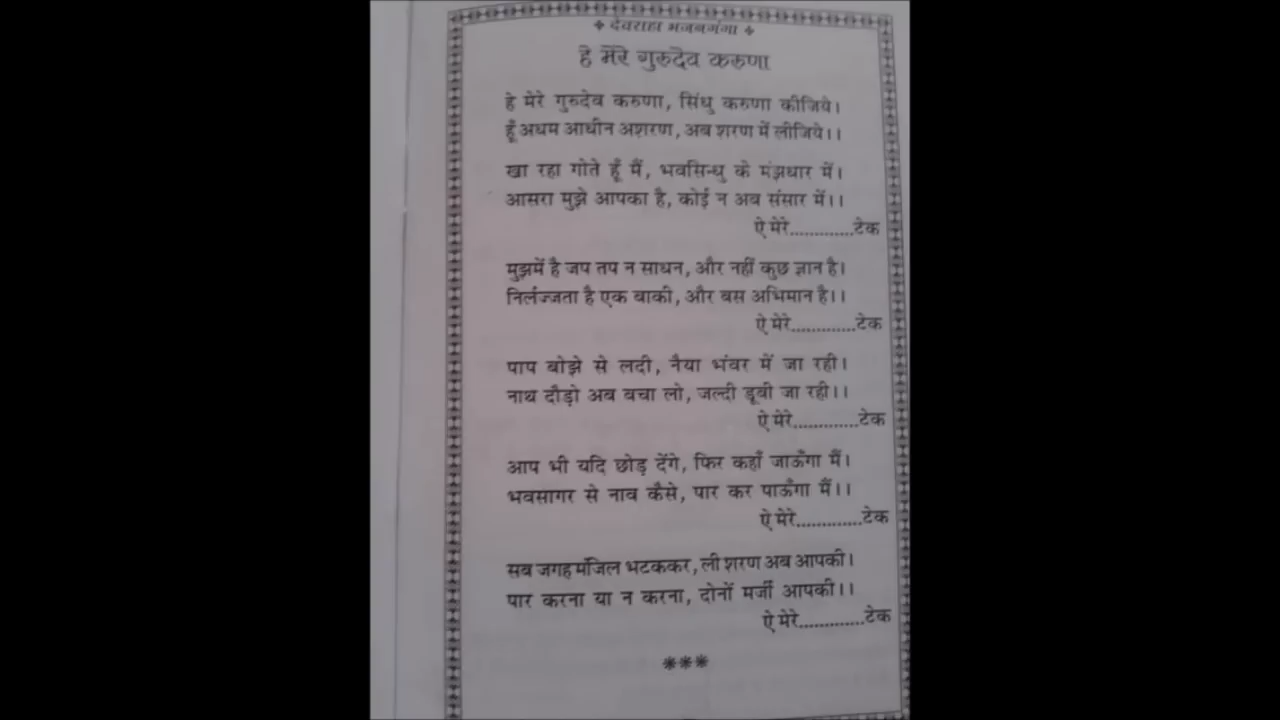 ❖ देवराहा भजनगंगा ❖
हे मेरे गुरुदेव करुणा
हे मेरे गुरुदेव करुणा, सिंधु करुणा कीजिये।
हूँ अधम आधीन अशरण, अब शरण में लीजिये।।
खा रहा गोते हूँ मैं, भवसिन्धु के मंझधार में।
आसरा मुझे आपका है, कोई न अब संसार में।।
ऐ मेरे.............टेक
मुझमें है जप तप न साधन, और नहीं कुछ ज्ञान है।
निर्लज्जता है एक बाकी, और बस अभिमान है।।
ऐ मेरे.............टेक
पाप बोझे से लदी, नैया भंवर में जा रही।
नाथ दौड़ो अब बचा लो, जल्दी डूबी जा रही।।
ऐ मेरे.............टेक
आप भी यदि छोड़ देंगे, फिर कहाँ जाऊँगा मैं।
भवसागर से नाव कैसे, पार कर पाऊँगा मैं।।
ऐ मेरे.............टेक
सब जगह मंजिल भटककर, ली शरण अब आपकी।
पार करना या न करना, दोनों मर्जी आपकी।।
ऐ मेरे.............टेक
***